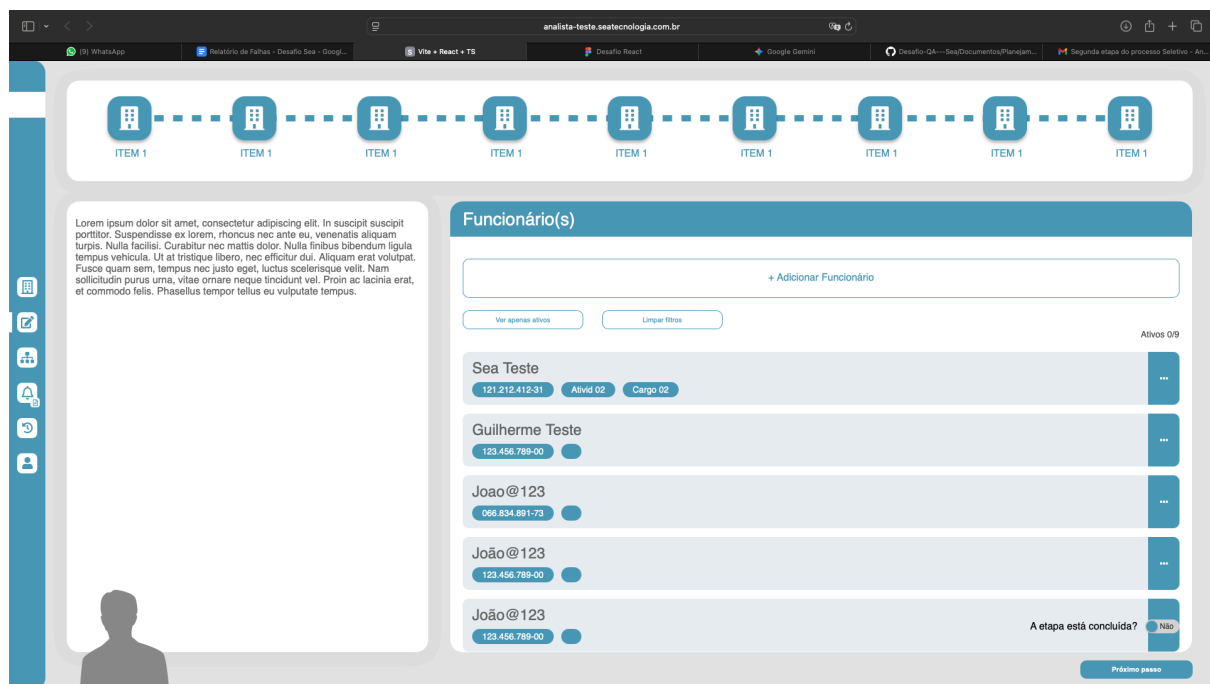 analista-teste.seatecnologia.com.br
(9) WhatsApp
Relatório de Falhas - Desafio Sea - Googl...
S Vite + React + TS
Desafio React
Google Gemini
Desafio-QA---Sea/Documentos/Planejam...
Segunda etapa do processo Seletivo - An...
ITEM 1 ITEM 1 ITEM 1 ITEM 1 ITEM 1 ITEM 1 ITEM 1 ITEM 1 ITEM 1
Lorem ipsum dolor sit amet, consectetur adipiscing elit. In suscipit suscipit
porttitor. Suspendisse ex lorem, rhoncus nec ante eu, venenatis aliquam
turpis. Nulla facilisi. Curabitur nec mattis dolor. Nulla finibus bibendum ligula
tempus vehicula. Ut at tristique libero, nec efficitur dui. Aliquam erat volutpat.
Fusce quam sem, tempus nec justo eget, luctus scelerisque velit. Nam
sollicitudin purus urna, vitae ornare neque tincidunt vel. Proin ac lacinia erat,
et commodo felis. Phasellus tempor tellus eu vulputate tempus.
Funcionário(s)
+ Adicionar Funcionário
Ver apenas ativos
Limpar filtros
Ativos 0/9
Sea Teste
121.212.412-31 Ativid 02 Cargo 02
...
Guilherme Teste
123.456.789-00
...
Joao@123
066.834.891-73
...
João@123
123.456.789-00
...
João@123
123.456.789-00
A etapa está concluída? Não
Próximo passo